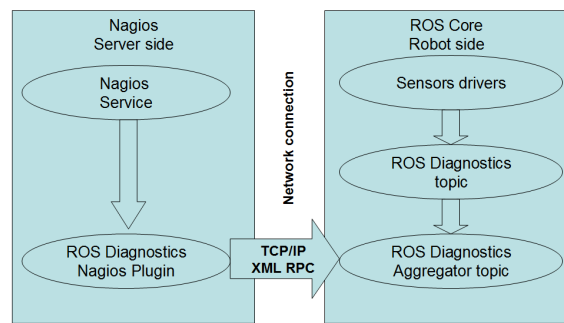 Nagios
Server side
Nagios
Service
ROS Diagnostics
Nagios Plugin
Network connection
TCP/IP
XML RPC
ROS Core
Robot side
Sensors drivers
ROS Diagnostics
topic
ROS Diagnostics
Aggregator topic